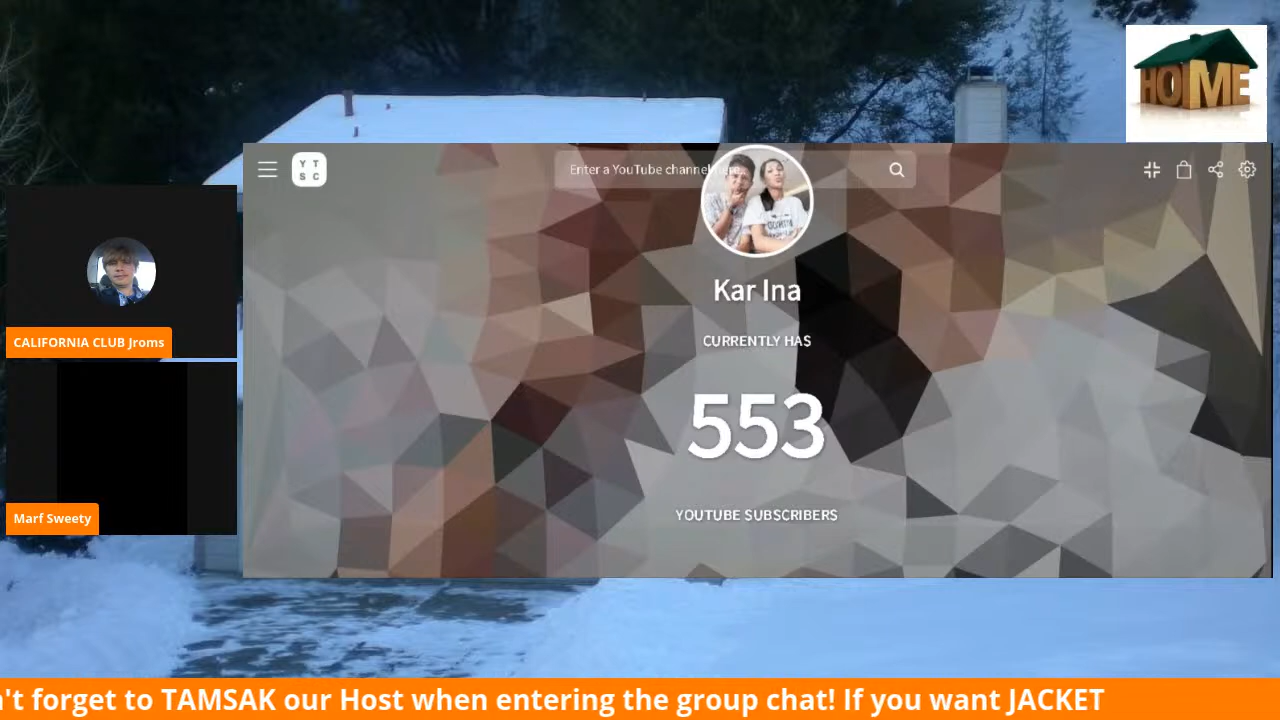 HOME
Y T
S C
Enter a YouTube channel
Kar Ina
CURRENTLY HAS
553
YOUTUBE SUBSCRIBERS
CALIFORNIA CLUB Jroms
Marf Sweety
n't forget to TAMSAK our Host when entering the group chat! If you want JACKET